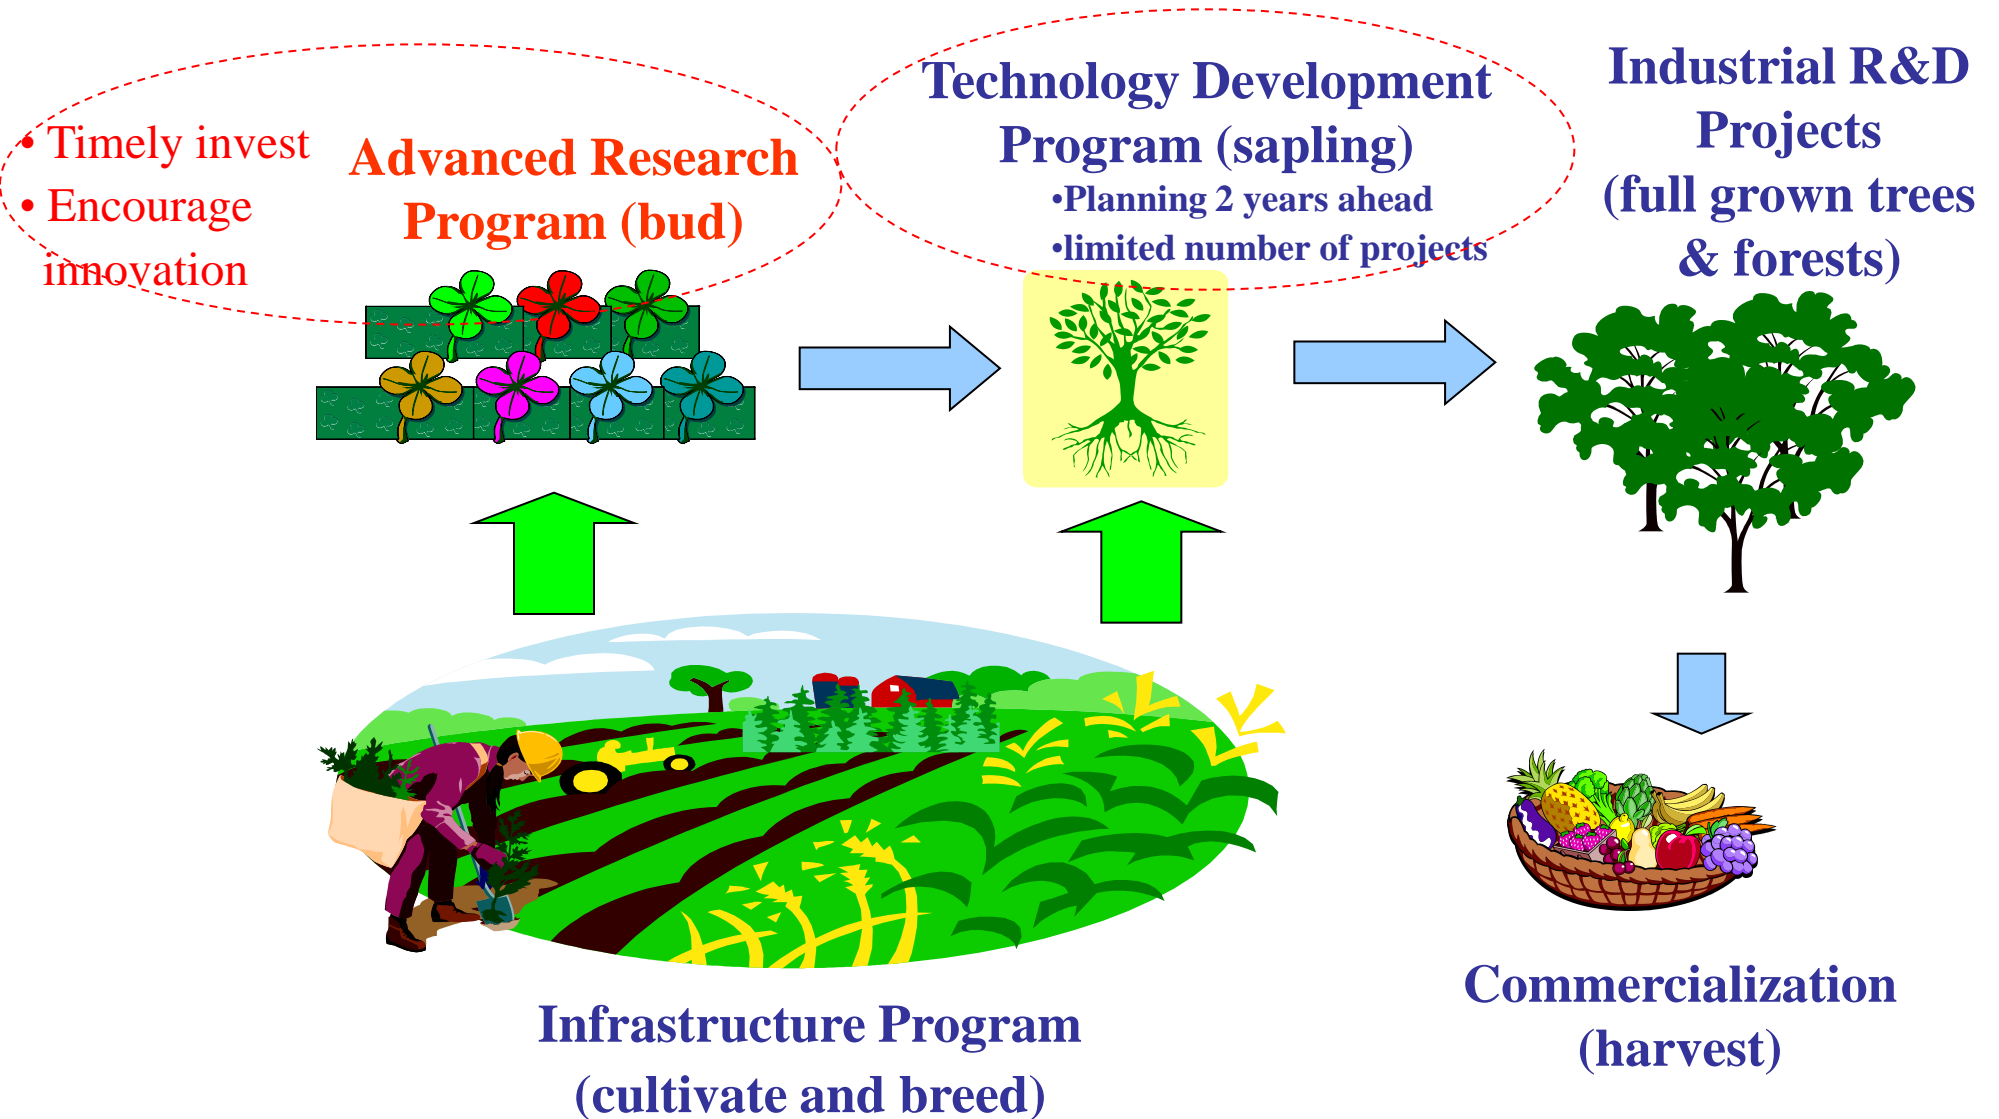 • Timely invest
• Encourage
innovation
Advanced Research
Program (bud)
Technology Development
Program (sapling)
•Planning 2 years ahead
•limited number of projects
Industrial R&D
Projects
(full grown trees
& forests)
Infrastructure Program
(cultivate and breed)
Commercialization
(harvest)